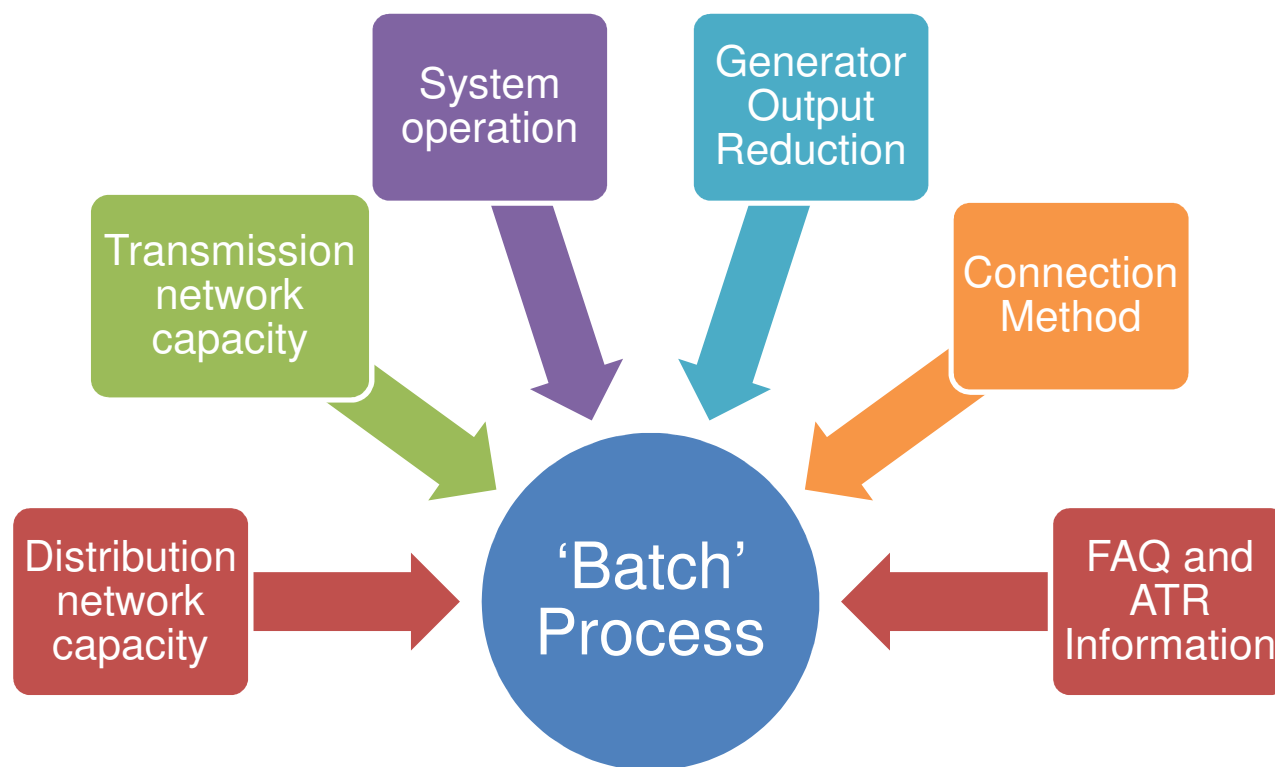 System
operation
Generator
Output
Reduction
Transmission
network
capacity
Connection
Method
Distribution
network
capacity
‘Batch’
Process
FAQ and
ATR
Information